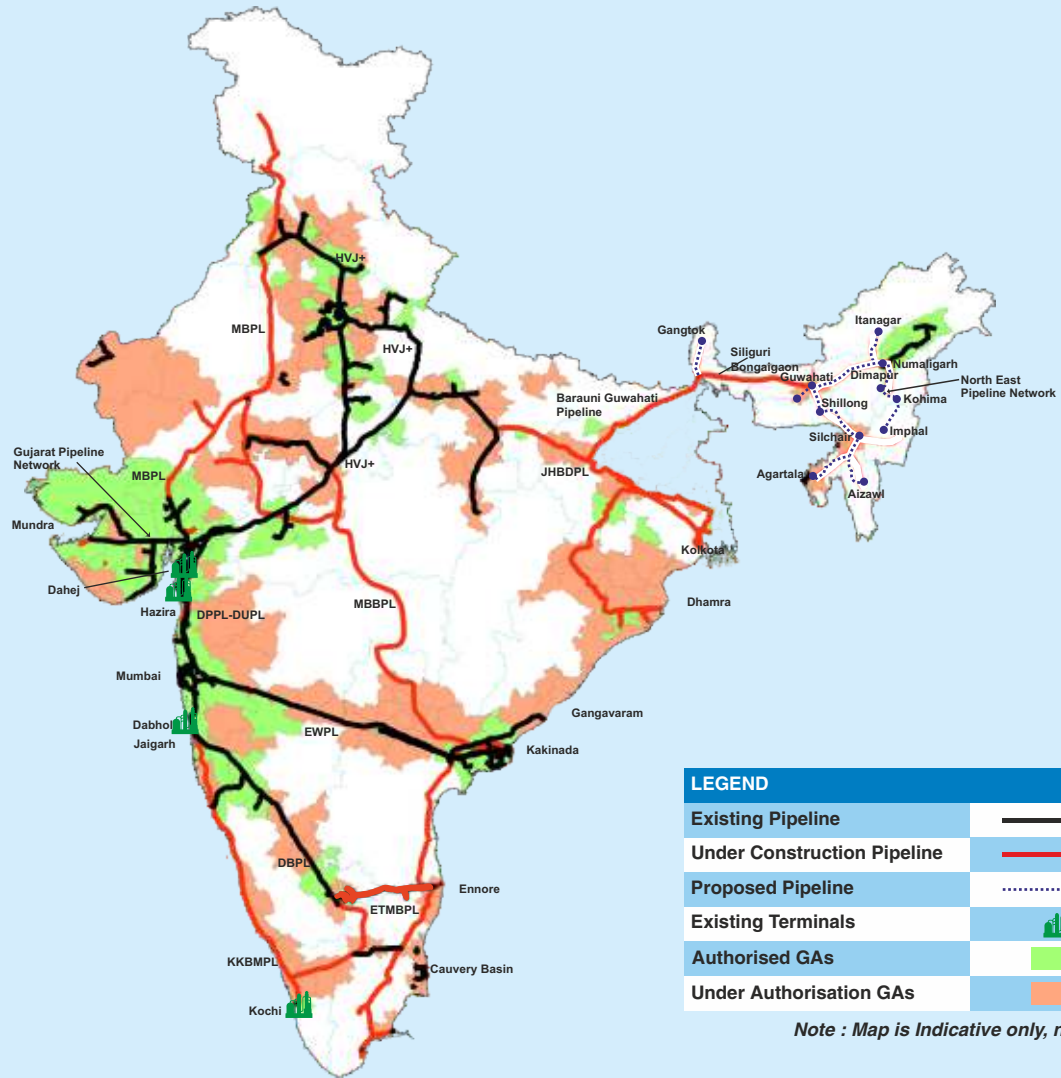 HVJ+
MBPL
HVJ+
Gangtok
Siliguri
Bongaigaon
Itanagar
Numaligarh
Guwahati
Dimapur
North East
Pipeline Network
Kohima
Shillong
Imphal
Silchair
Agartala
Aizawl
Barauni Guwahati
Pipeline
Gujarat Pipeline
Network
MBPL
HVJ+
JHBDPL
Mundra
Kolkota
Dahej
Hazira
DPPL-DUPL
MBBPL
Dhamra
Mumbai
Dabhol
Jaigarh
EWPL
Gangavaram
Kakinada
DBPL
Ennore
ETMBPL
KKBMPL
Cauvery Basin
Kochi
LEGEND
Existing Pipeline
Under Construction Pipeline
Proposed Pipeline
Existing Terminals
Authorised GAs
Under Authorisation GAs
Note : Map is Indicative only,